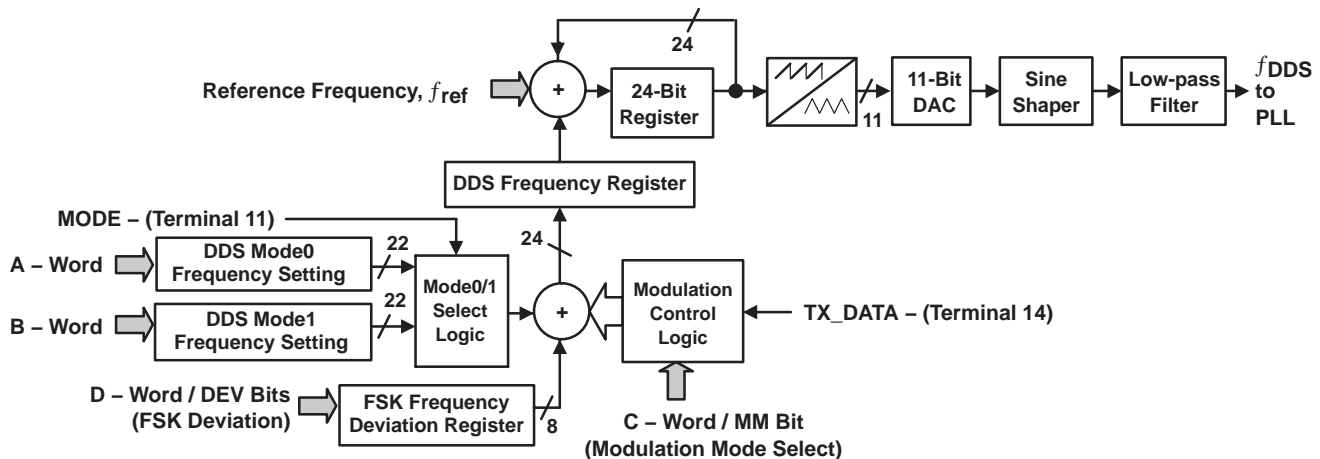 24
Reference Frequency, fref
+
24-Bit
Register
11
11-Bit
DAC
Sine
Shaper
Low-pass
Filter
fDDS
to
PLL
DDS Frequency Register
MODE – (Terminal 11)
24
A – Word
DDS Mode0
Frequency Setting
22
B – Word
DDS Mode1
Frequency Setting
22
Mode0/1
Select
Logic
+
Modulation
Control
Logic
TX_DATA – (Terminal 14)
D – Word / DEV Bits
(FSK Deviation)
FSK Frequency
Deviation Register
8
C – Word / MM Bit
(Modulation Mode Select)